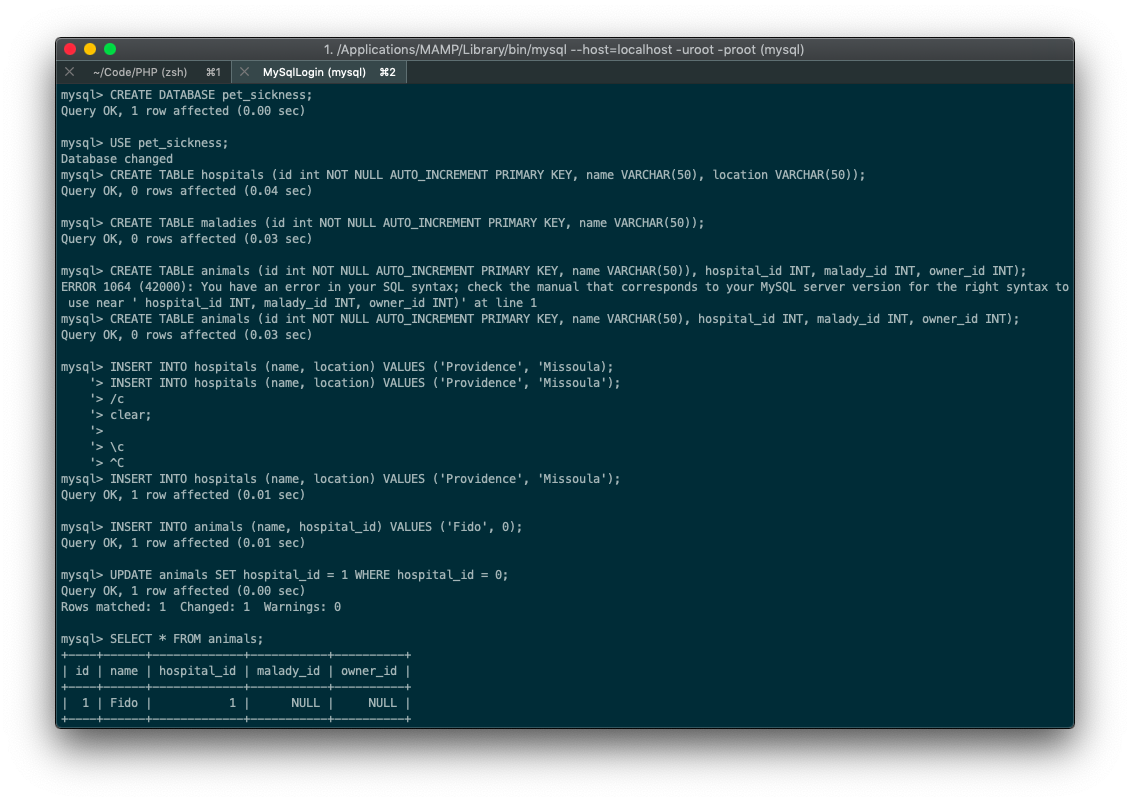 1. /Applications/MAMP/Library/bin/mysql --host=localhost -uroot -proot (mysql)
~/Code/PHP (zsh) ⌘1 MySqlLogin (mysql) ⌘2
mysql> CREATE DATABASE pet_sickness;
Query OK, 1 row affected (0.00 sec)

mysql> USE pet_sickness;
Database changed
mysql> CREATE TABLE hospitals (id int NOT NULL AUTO_INCREMENT PRIMARY KEY, name VARCHAR(50), location VARCHAR(50));
Query OK, 0 rows affected (0.04 sec)

mysql> CREATE TABLE maladies (id int NOT NULL AUTO_INCREMENT PRIMARY KEY, name VARCHAR(50));
Query OK, 0 rows affected (0.03 sec)

mysql> CREATE TABLE animals (id int NOT NULL AUTO_INCREMENT PRIMARY KEY, name VARCHAR(50)), hospital_id INT, malady_id INT, owner_id INT);
ERROR 1064 (42000): You have an error in your SQL syntax; check the manual that corresponds to your MySQL server version for the right syntax to
 use near ' hospital_id INT, malady_id INT, owner_id INT)' at line 1
mysql> CREATE TABLE animals (id int NOT NULL AUTO_INCREMENT PRIMARY KEY, name VARCHAR(50), hospital_id INT, malady_id INT, owner_id INT);
Query OK, 0 rows affected (0.03 sec)

mysql> INSERT INTO hospitals (name, location) VALUES ('Providence', 'Missoula);
    '> INSERT INTO hospitals (name, location) VALUES ('Providence', 'Missoula');
    '> /c
    '> clear;
    '>
    '> \c
    '> ^C
mysql> INSERT INTO hospitals (name, location) VALUES ('Providence', 'Missoula');
Query OK, 1 row affected (0.01 sec)

mysql> INSERT INTO animals (name, hospital_id) VALUES ('Fido', 0);
Query OK, 1 row affected (0.01 sec)

mysql> UPDATE animals SET hospital_id = 1 WHERE hospital_id = 0;
Query OK, 1 row affected (0.00 sec)
Rows matched: 1  Changed: 1  Warnings: 0

mysql> SELECT * FROM animals;
+----+------+-------------+-----------+----------+
| id | name | hospital_id | malady_id | owner_id |
+----+------+-------------+-----------+----------+
|  1 | Fido |           1 |      NULL |     NULL |
+----+------+-------------+-----------+----------+